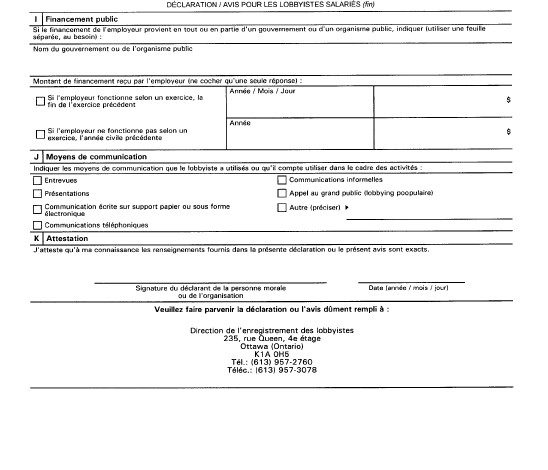 DÉCLARATION / AVIS POUR LES LOBBYISTES SALARIÉS (fin)
I Financement public
Si le financement de l'employeur provient en tout ou en partie d'un gouvernement ou d'un organisme public, indiquer (utiliser une feuille
séparée, au besoin) :
Nom du gouvernement ou de l'organisme public
Montant de financement reçu par l'employeur (ne cocher qu'une seule réponse) :
Si l'employeur fonctionne selon un exercice, la
fin de l'exercice précédent
Année / Mois / Jour
$
Si l'employeur ne fonctionne pas selon un
exercice, l'année civile précédente
Année
$
J Moyens de communication
Indiquer les moyens de communication que le lobbyiste a utilisés ou qu'il compte utiliser dans le cadre des activités :
Entrevues
Présentations
Communication écrite sur support papier ou sous forme
électronique
Communications téléphoniques
Communications informelles
Appel au grand public (lobbying poopulaire)
Autre (préciser)
K Attestation
J'atteste qu'à ma connaissance les renseignements fournis dans la présente déclaration ou le présent avis sont exacts.
Signature du déclarant de la personne morale
ou de l'organisation
Date (année / mois / jour)
Veuillez faire parvenir la déclaration ou l'avis dûment rempli à :
Direction de l'enregistrement des lobbyistes
235, rue Queen, 4e étage
Ottawa (Ontario)
K1A 0H5
Tél.: (613) 957-2760
Téléc.: (613) 957-3078